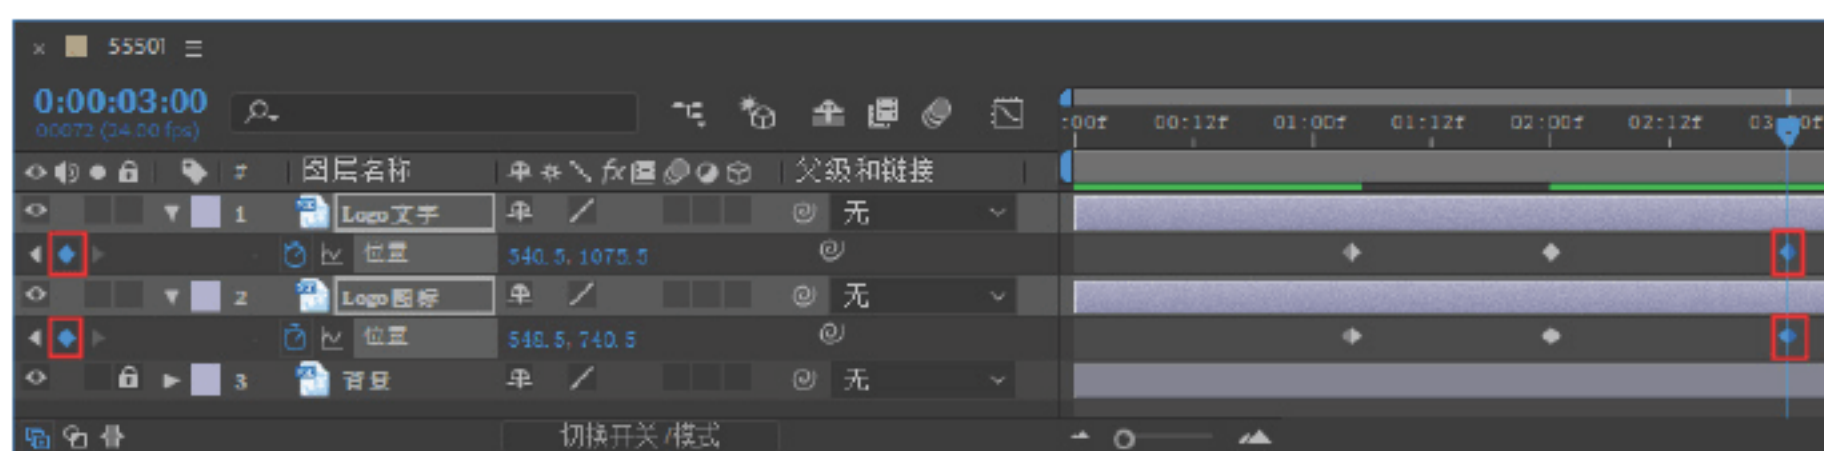 × 55501 ☰
0:00:03:00
00072 (24.00 fps)
:00f 00:12f 01:00f 01:12f 02:00f 02:12f 03:00f
# 图层名称 fx 父级和链接
1 Logo文字 无
位置 540.5, 1075.5
2 Logo图标 无
位置 548.5, 740.5
3 背景 无
切换开关/模式